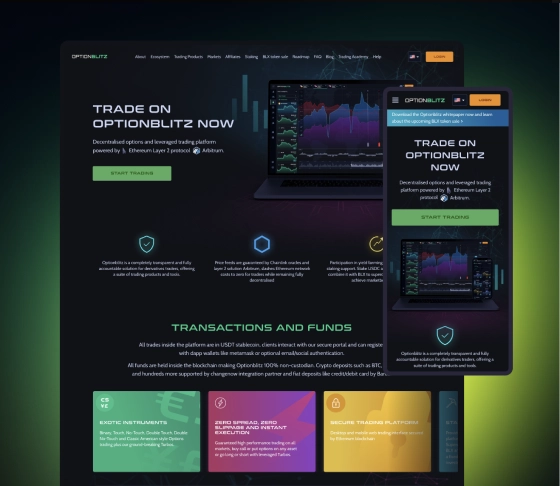 OPTIONBLITZ
About Ecosystem Trading Products Markets Affiliates Staking BLX token sale Roadmap FAQ Blog Trading Academy Help
LOGIN
TRADE ON
OPTIONBLITZ NOW
Decentralised options and leveraged trading platform
powered by Ethereum Layer 2 protocol Arbitrum.
START TRADING
Optionblitz is a completely transparent and fully
accountable solution for derivatives traders, offering
a suite of trading products and tools.
Price feeds are guaranteed by Chainlink oracles and
layer 2 solution Arbitrum, slashes Ethereum network
costs to zero for traders while remaining fully
decentralised
Participation in yield farming
staking support. Stake USDC
combine it with BLX to
achieve
TRANSACTIONS AND FUNDS
All trades inside the platform are in USDT stablecoin, clients interact with our secure portal and can
with dapp wallets like metamask or optional email/social authentication.
All funds are held inside the blockchain making Optionblitz 100% non-custodian. Crypto deposits such as BTC,
and hundreds more supported by changenow integration partner and fiat deposits like credit/debit card by
EXOTIC INSTRUMENTS
Touch, No-Touch, Double Touch, Double
No-Touch and Classic American style Options
trading plus our ground-breaking
ZERO SPREAD, ZERO
SLIPPAGE AND INSTANT
EXECUTION
Guaranteed high performance trading on all
markets, buy call or put options on any asset
or go long or short with leveraged
SECURE TRADING PLATFORM
Desktop and mobile web trading
by Ethereum blockchain.
OPTIONBLITZ
LOGIN
Download the Optionblitz whitepaper now and learn
about the upcoming BLX token sale >
TRADE ON
OPTIONBLITZ
NOW
Decentralised options and leveraged trading
platform powered by Ethereum Layer 2
protocol Arbitrum.
START TRADING
Optionblitz is a completely transparent and fully
accountable solution for derivatives traders, offering a
suite of trading products and tools.